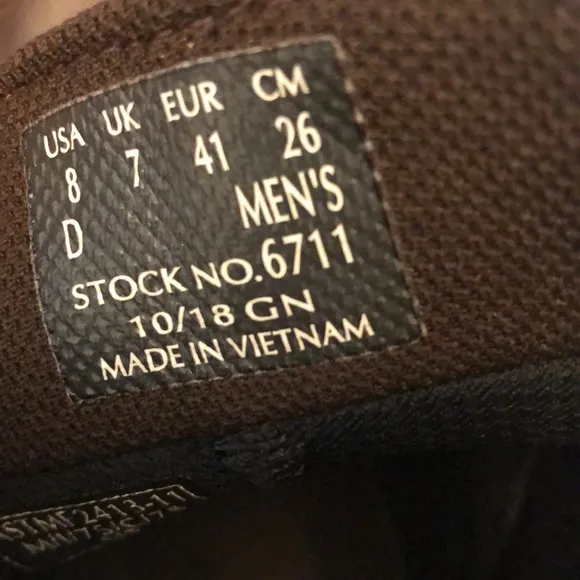 USA UK EUR CM
8 7 41 26
D MEN'S
STOCK NO.6711
10/18 GN
MADE IN VIETNAM